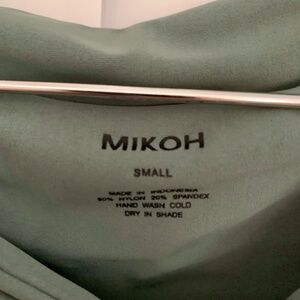 MIKOH
SMALL
MADE IN INDONESIA
80% NYLON 20% SPANDEX
HAND WASH COLD
DRY IN SHADE